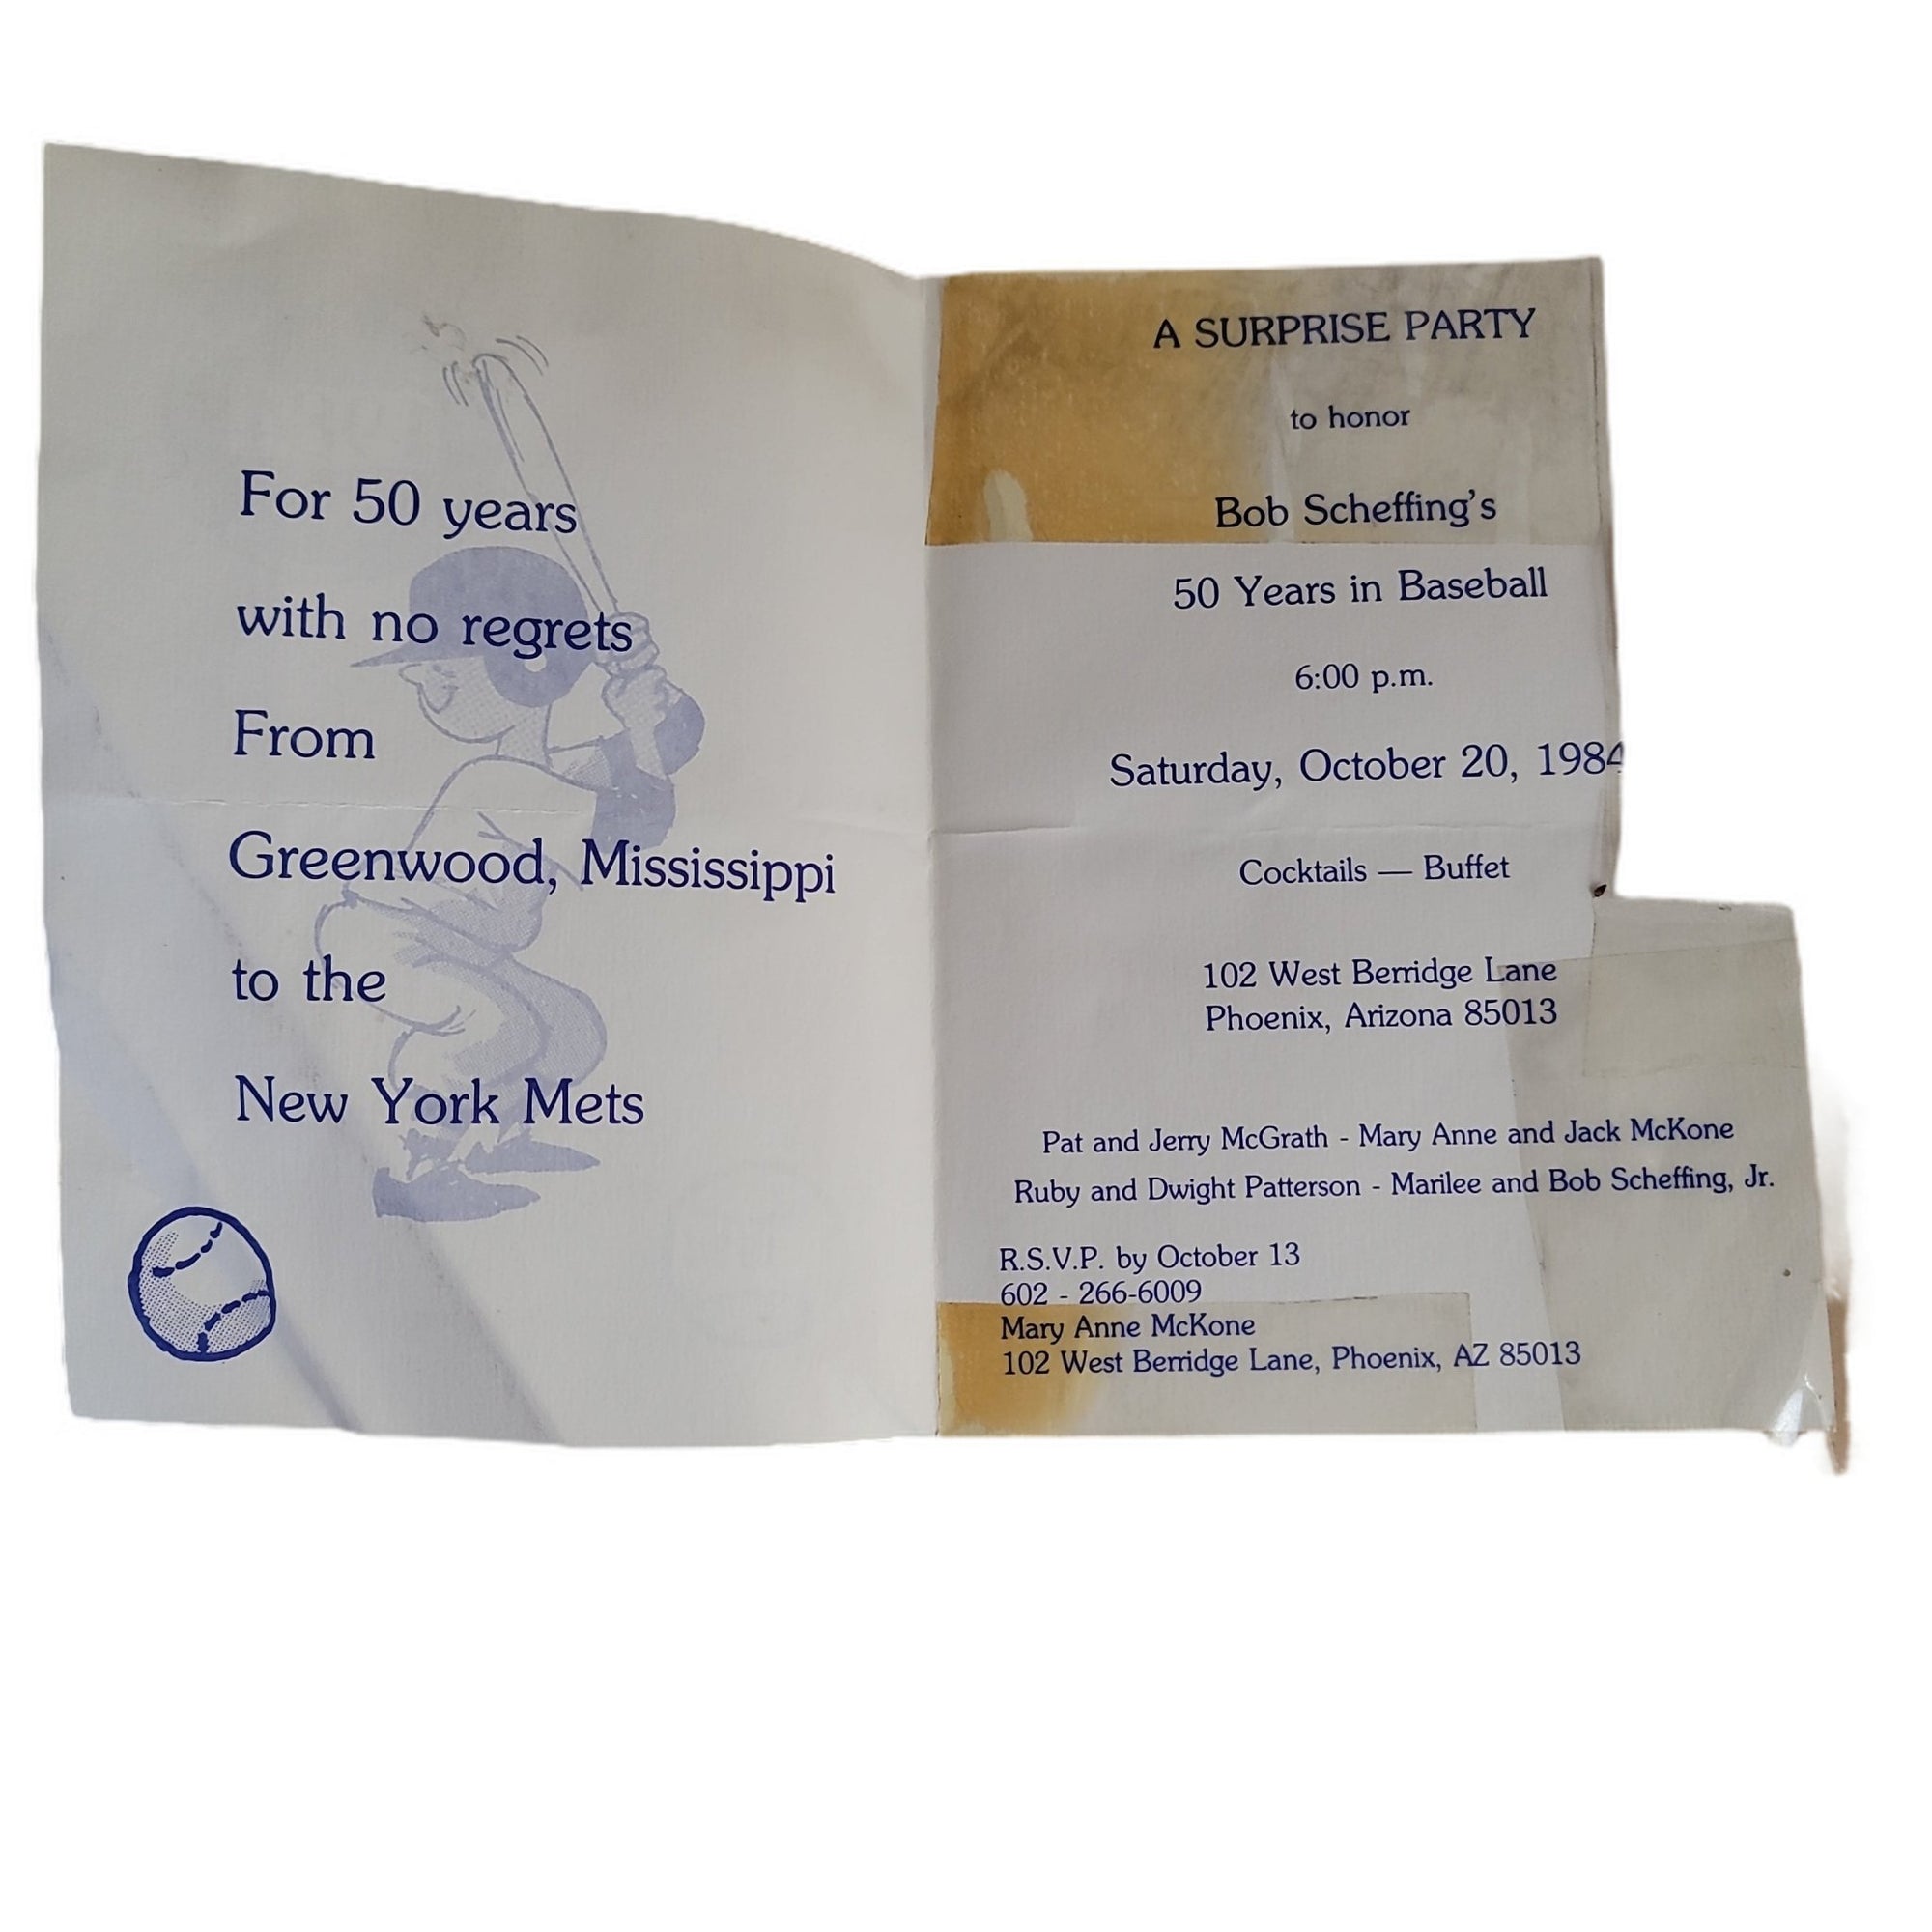 For 50 years
with no regrets
From
Greenwood, Mississippi
to the
New York Mets
A SURPRISE PARTY
to honor
Bob Scheffing's
50 Years in Baseball
6:00 p.m.
Saturday, October 20, 1984
Cocktails — Buffet
102 West Berridge Lane
Phoenix, Arizona 85013
Pat and Jerry McGrath - Mary Anne and Jack McKone
Ruby and Dwight Patterson - Marilee and Bob Scheffing, Jr.
R.S.V.P. by October 13
602 - 266-6009
Mary Anne McKone
102 West Berridge Lane, Phoenix, AZ 85013